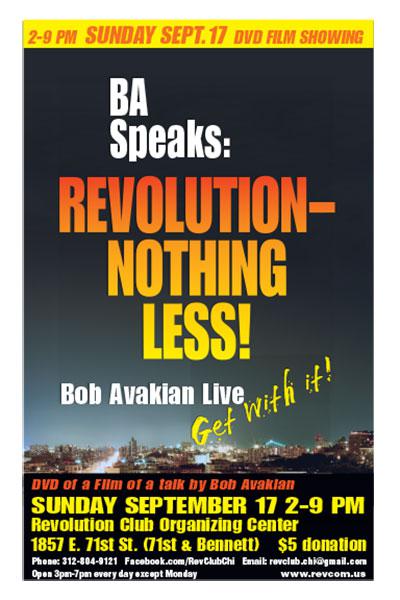 2-9 PM SUNDAY SEPT.17 DVD FILM SHOWING
BA
Speaks:
REVOLUTION–
NOTHING
LESS!
Bob Avakian Live
Get with it!
DVD of a Film of a talk by Bob Avakian
SUNDAY SEPTEMBER 17 2-9 PM
Revolution Club Organizing Center
1857 E. 71st St. (71st & Bennett) $5 donation
Phone: 312-804-9121 Facebook.com/RevClubChi Email: revclub.chi@gmail.com
Open 3pm-7pm every day except Monday www.revcom.us